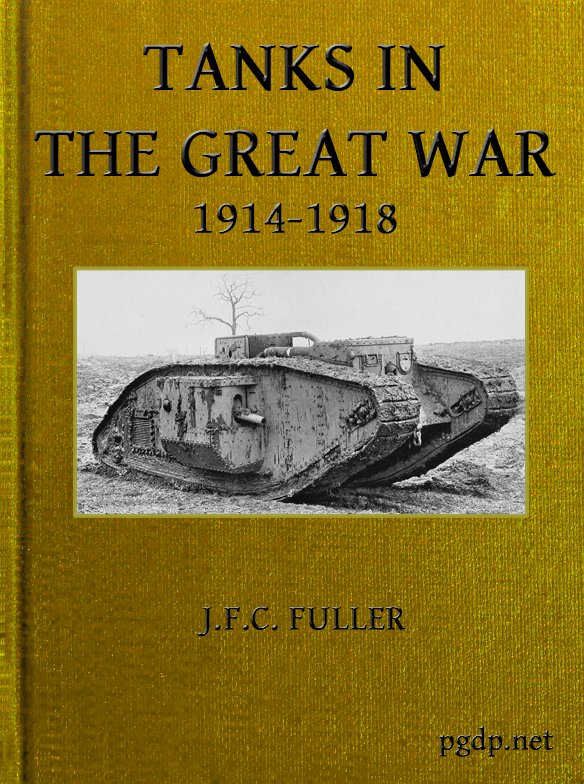 TANKS IN
THE GREAT WAR
1914-1918
J.F.C. FULLER
pgdp.net